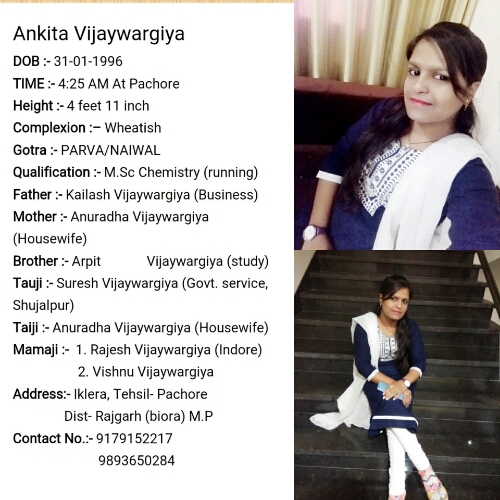 Ankita Vijaywargiya
DOB :- 31-01-1996
TIME :- 4:25 AM At Pachore
Height :- 4 feet 11 inch
Complexion :– Wheatish
Gotra :- PARVA/NAIWAL
Qualification :- M.Sc Chemistry (running)
Father :- Kailash Vijaywargiya (Business)
Mother :- Anuradha Vijaywargiya
(Housewife)
Brother :- Arpit Vijaywargiya (study)
Tauji :- Suresh Vijaywargiya (Govt. service,
Shujalpur)
Taiji :- Anuradha Vijaywargiya (Housewife)
Mamaji :- 1. Rajesh Vijaywargiya (Indore)
2. Vishnu Vijaywargiya
Address:- Iklera, Tehsil- Pachore
Dist- Rajgarh (biora) M.P
Contact No.:- 9179152217
9893650284